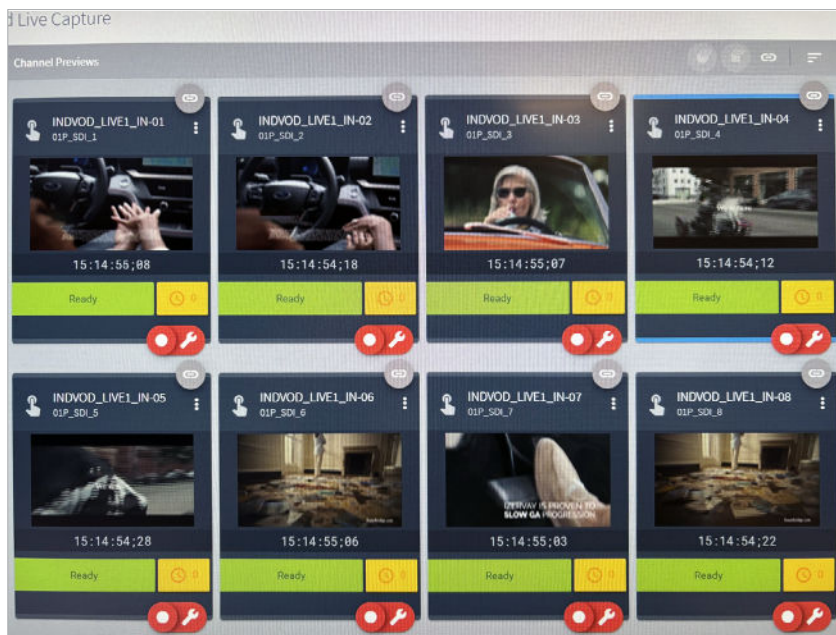 d Live Capture
Channel Previews
INDVOD_LIVE1_IN-01
01P_SDI_1
15:14:55;08
Ready
0
INDVOD_LIVE1_IN-02
01P_SDI_2
15:14:54;18
Ready
0
INDVOD_LIVE1_IN-03
01P_SDI_3
15:14:55;07
Ready
0
INDVOD_LIVE1_IN-04
01P_SDI_4
15:14:54;12
Ready
0
INDVOD_LIVE1_IN-05
01P_SDI_5
15:14:54;28
Ready
0
INDVOD_LIVE1_IN-06
01P_SDI_6
15:14:55;06
Ready
0
INDVOD_LIVE1_IN-07
01P_SDI_7
IZERVAY IS PROVEN TO
SLOW GA PROGRESSION
15:14:55;03
Ready
0
INDVOD_LIVE1_IN-08
01P_SDI_8
15:14:54;22
Ready
0